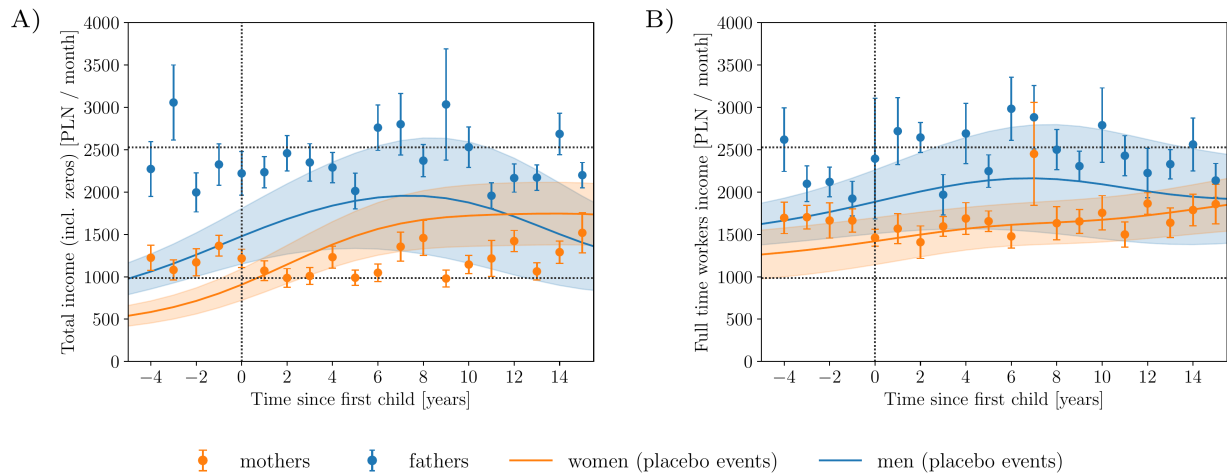 A)
B)
Total income (incl. zeros) [PLN / month]
4000
3500
3000
2500
2000
1500
1000
500
0
−4 −2 0 2 4 6 8 10 12 14
Time since first child [years]
Full time workers income [PLN / month]
4000
3500
3000
2500
2000
1500
1000
500
0
−4 −2 0 2 4 6 8 10 12 14
Time since first child [years]
mothers fathers women (placebo events) men (placebo events)